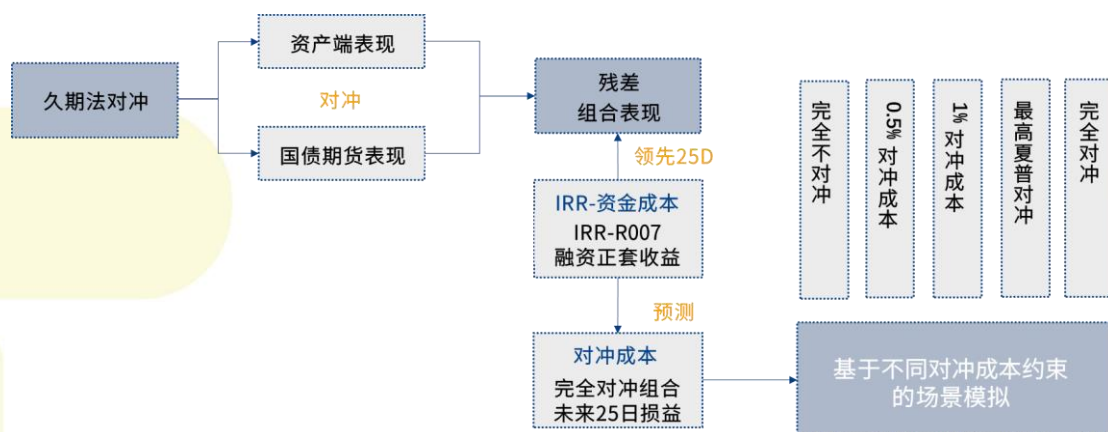 久期法对冲
资产端表现
对冲
国债期货表现
残差
组合表现
领先25D
IRR-资金成本
IRR-R007
融资正套收益
预测
对冲成本
完全对冲组合
未来25日损益
完全不对冲
0.5% 对冲成本
1% 对冲成本
最高夏普对冲
完全对冲
基于不同对冲成本约束
的场景模拟